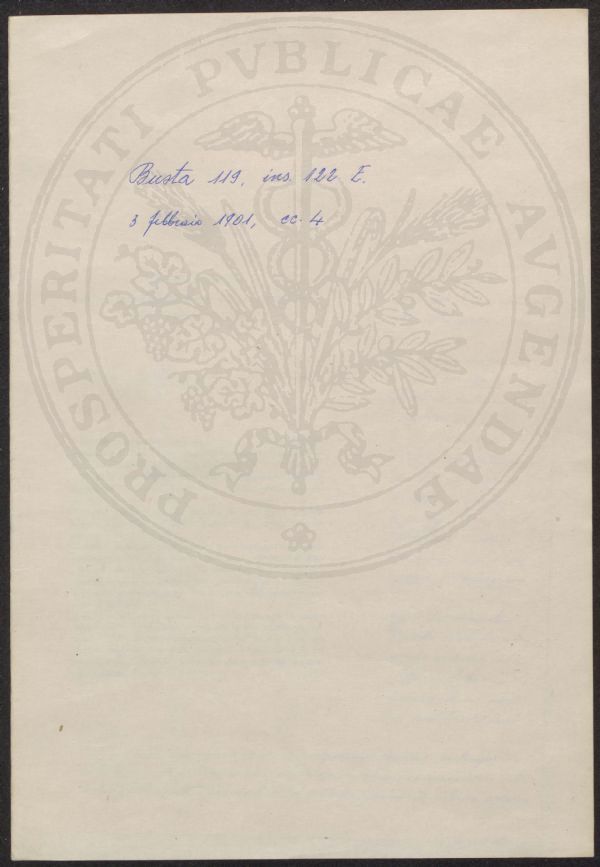 PROSPERITATI PVBLICAE AVGENDAE
Busta 119, ins. 122 E.
3 febbraio 1901, cc. 4